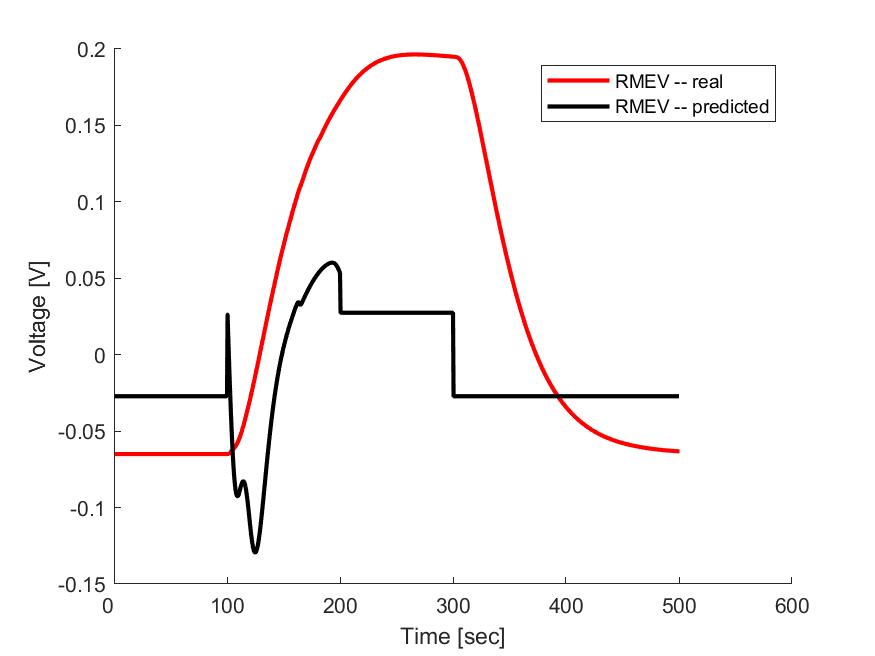 0.2
0.15
0.1
0.05
0
-0.05
-0.1
-0.15
Voltage [V]
RMEV -- real
RMEV -- predicted
0 100 200 300 400 500 600
Time [sec]